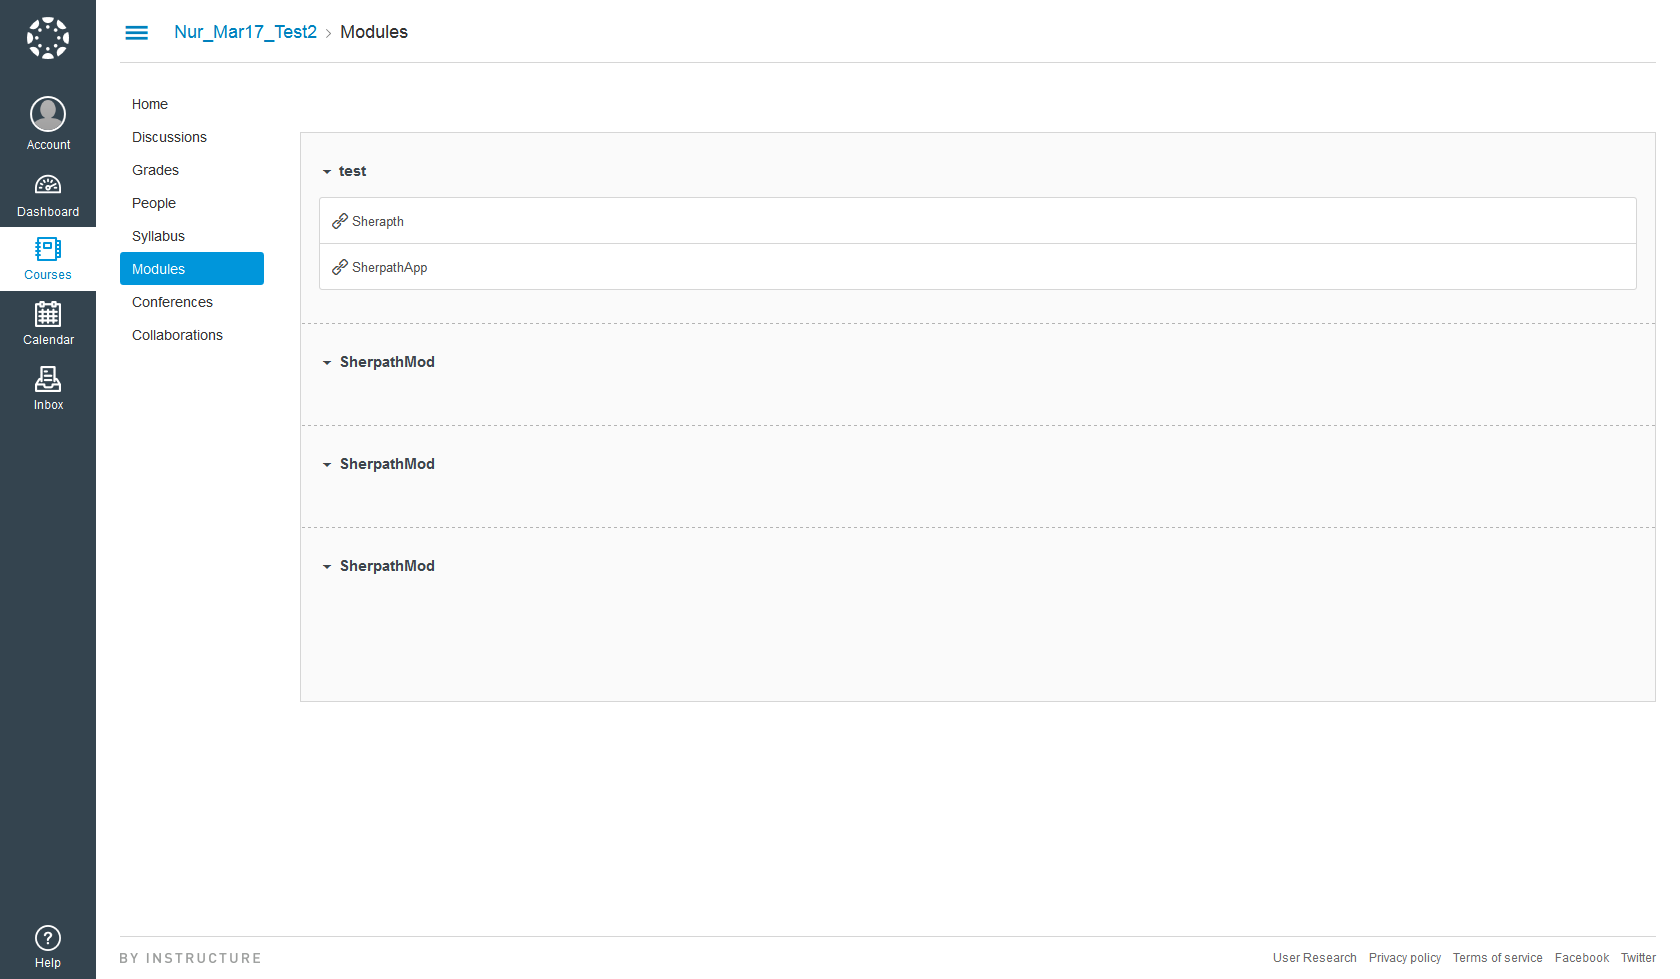 Nur_Mar17_Test2 › Modules
Account
Dashboard
Courses
Calendar
Inbox
Help
Home
Discussions
Grades
People
Syllabus
Modules
Conferences
Collaborations
test
Sherapth
SherpathApp
SherpathMod
SherpathMod
SherpathMod
BY INSTRUCTURE
User Research Privacy policy Terms of service Facebook Twitter